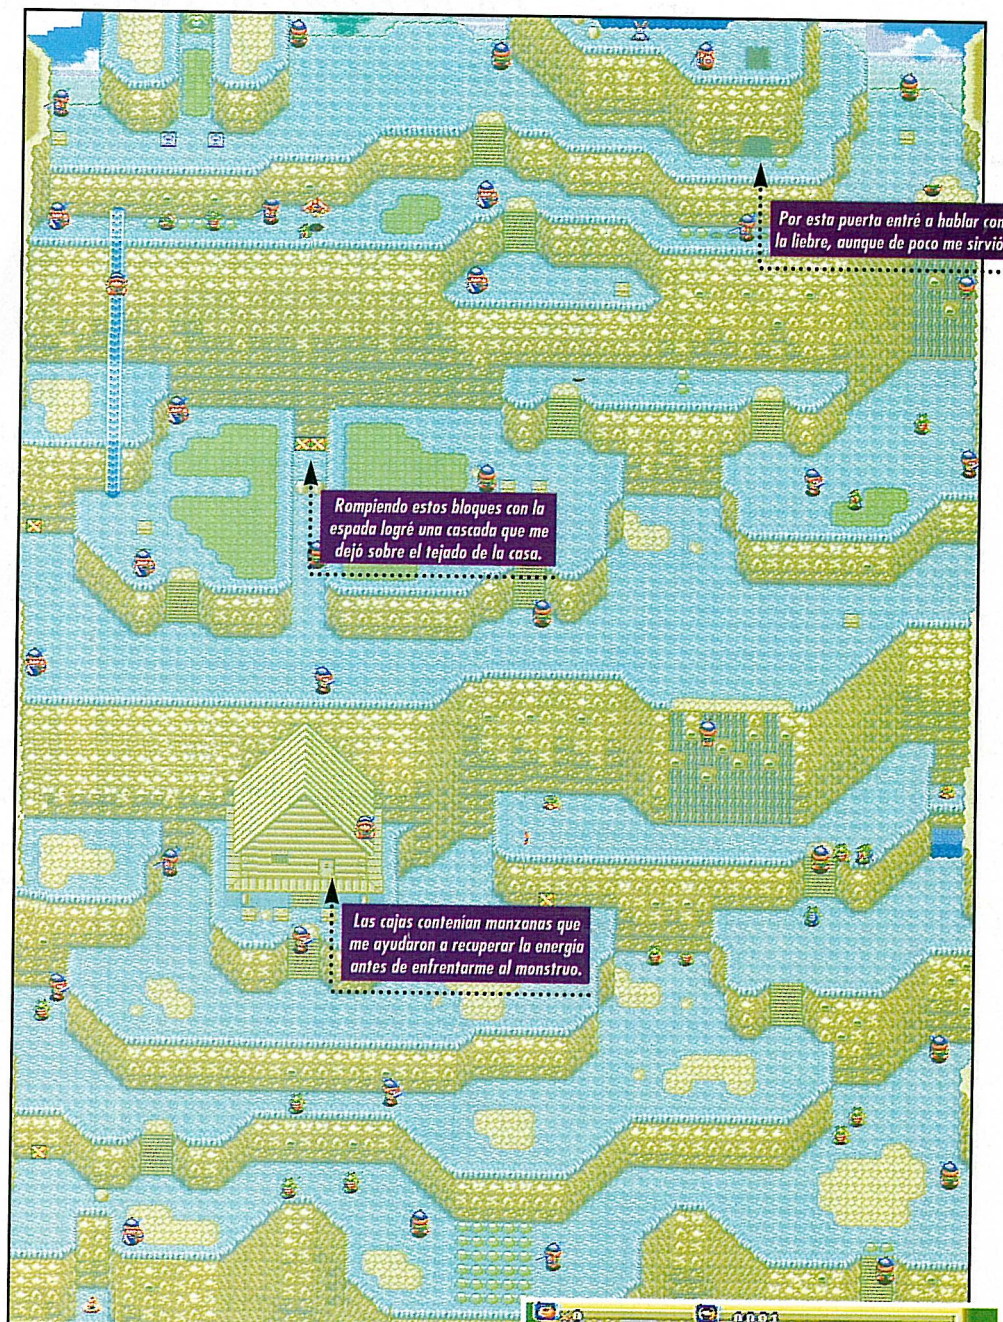 Por esta puerta entré a hablar con
la liebre, aunque de poco me sirvió
Rompiendo estos bloques con la
espada logré una cascada que me
dejó sobre el tejado de la casa.
Las cajas contenían manzanas que
me ayudaron a recuperar la energía
antes de enfrentarme al monstruo.